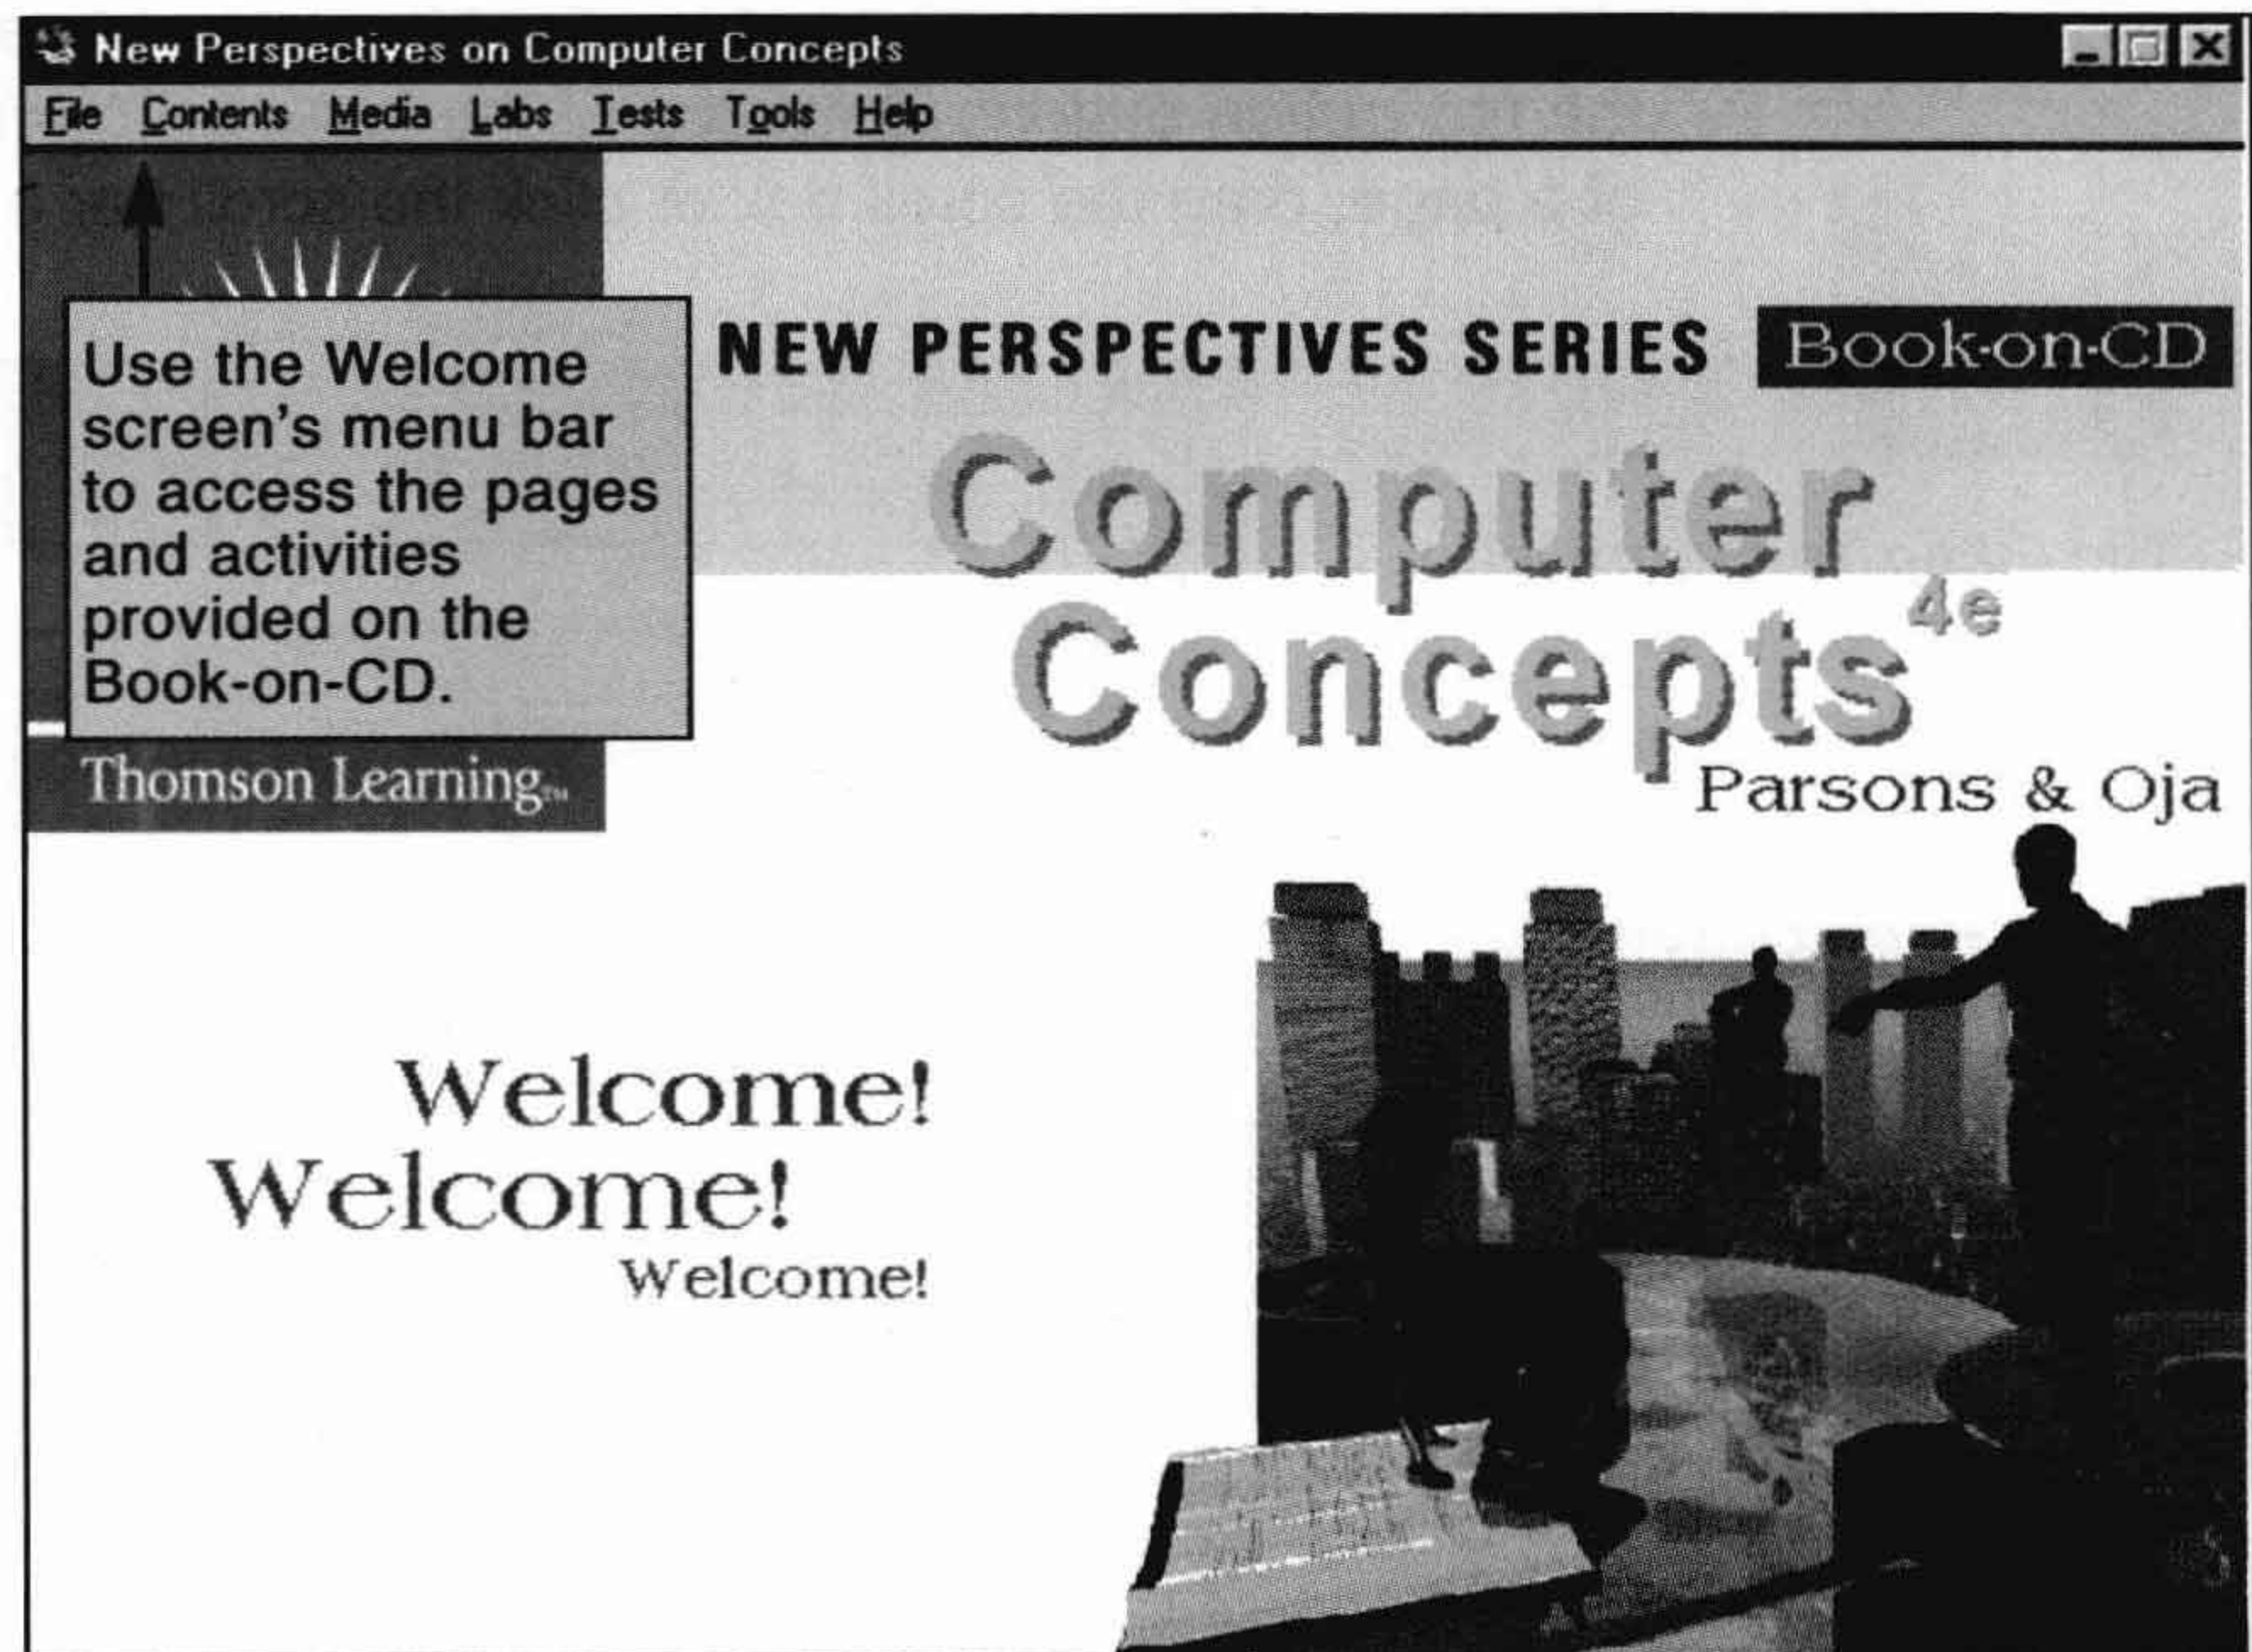 New Perspectives on Computer Concepts
File Contents Media Labs Tests Tools Help
Use the Welcome
screen's menu bar
to access the pages
and activities
provided on the
Book-on-CD.
Thomson Learning™
NEW PERSPECTIVES SERIES Book-on-CD
Computer
Concepts 4e
Parsons & Oja
Welcome!
Welcome!
Welcome!